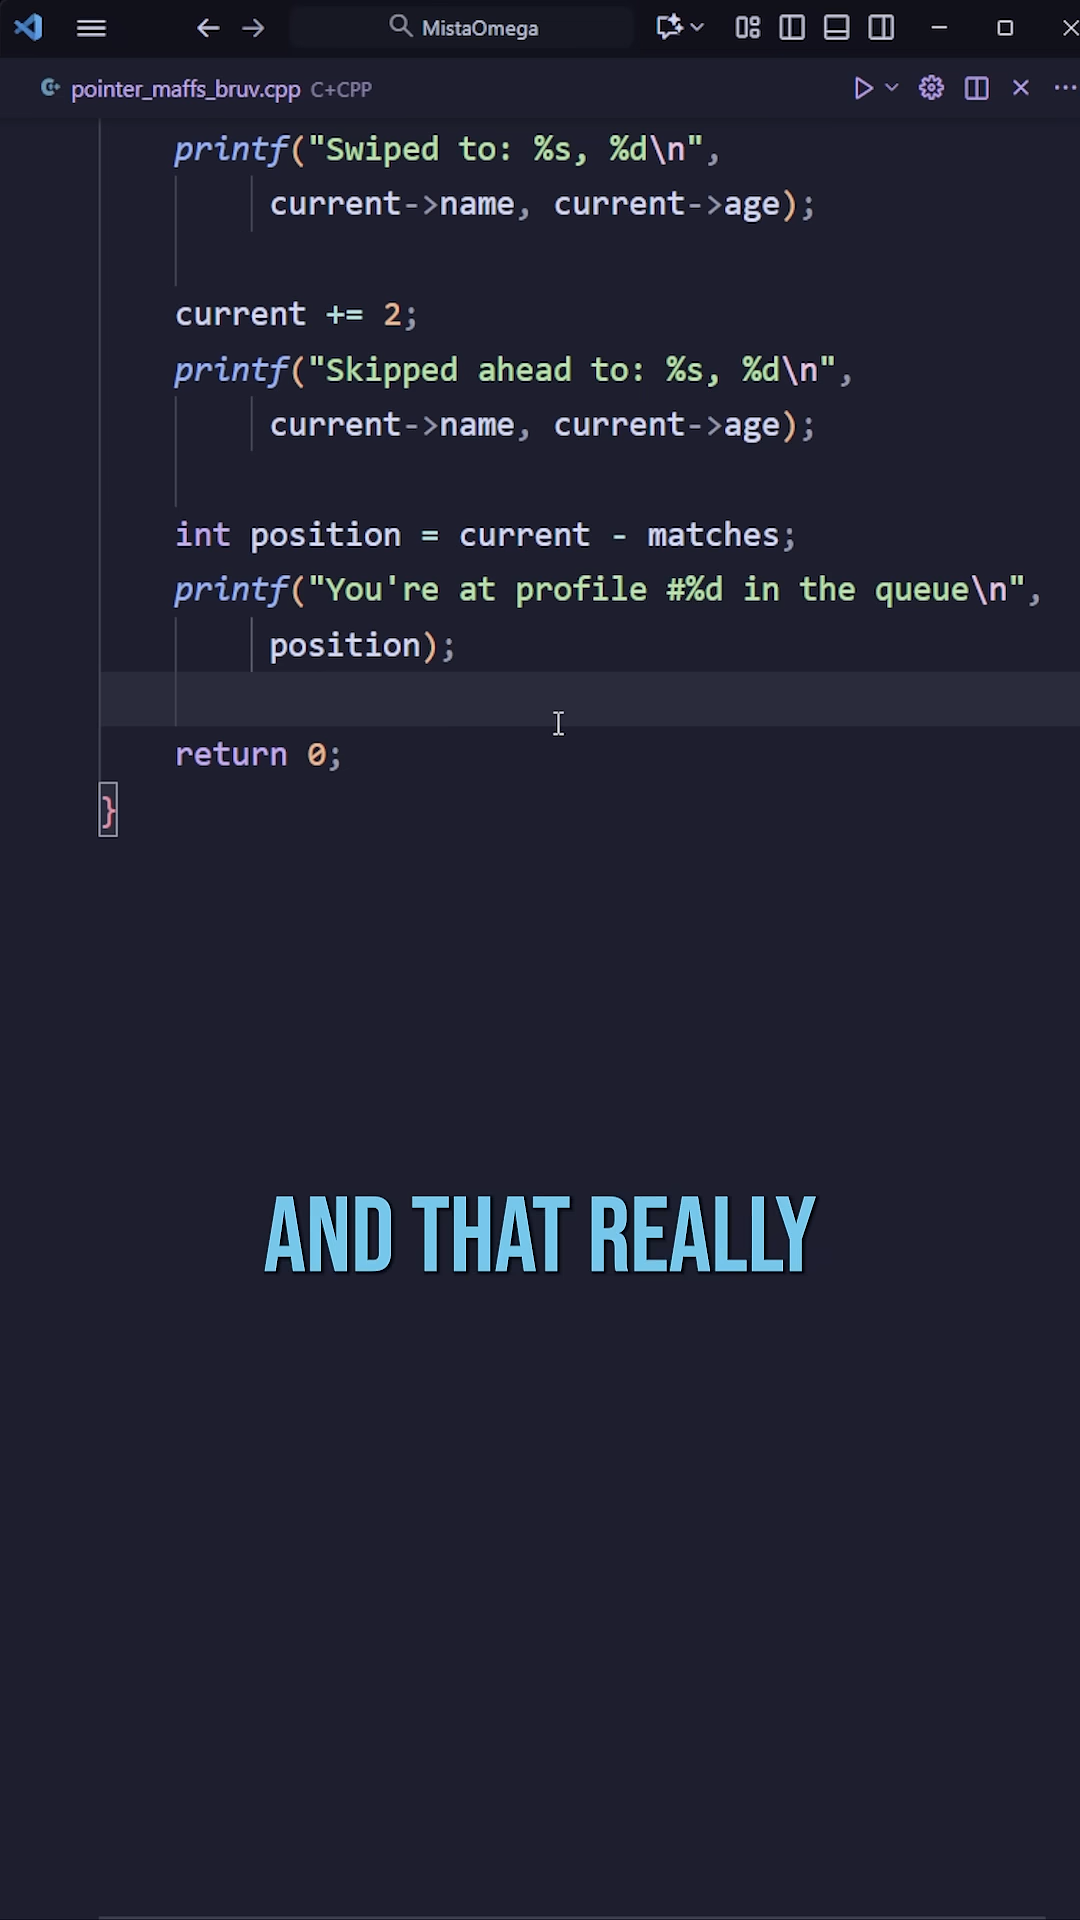 MistaOmega
pointer_maffs_bruv.cpp C+CPP
printf("Swiped to: %s, %d\n",
current->name, current->age);
current += 2;
printf("Skipped ahead to: %s, %d\n",
current->name, current->age);
int position = current - matches;
printf("You're at profile #%d in the queue\n",
position);
return 0;
}
AND THAT REALLY